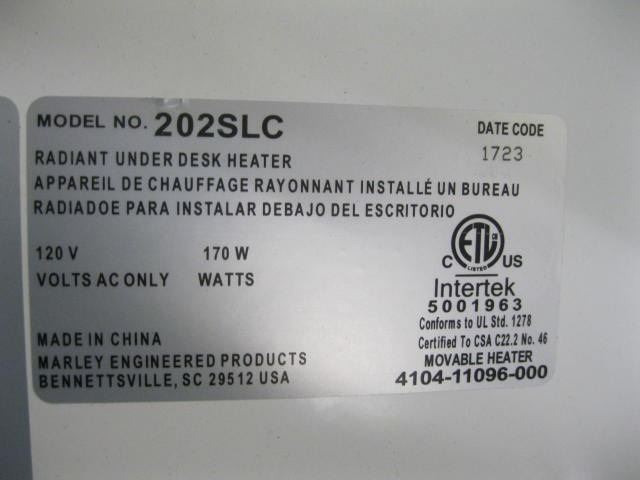 MODEL NO. 202SLC
DATE CODE
1723
RADIANT UNDER DESK HEATER
APPAREIL DE CHAUFFAGE RAYONNANT INSTALLÉ UN BUREAU
RADIADOE PARA INSTALAR DEBAJO DEL ESCRITORIO
120 V 170 W
VOLTS AC ONLY WATTS
ETL
LISTED
C US
Intertek
5001963
Conforms to UL Std. 1278
Certified To CSA C22.2 No. 46
MOVABLE HEATER
4104-11096-000
MADE IN CHINA
MARLEY ENGINEERED PRODUCTS
BENNETTSVILLE, SC 29512 USA